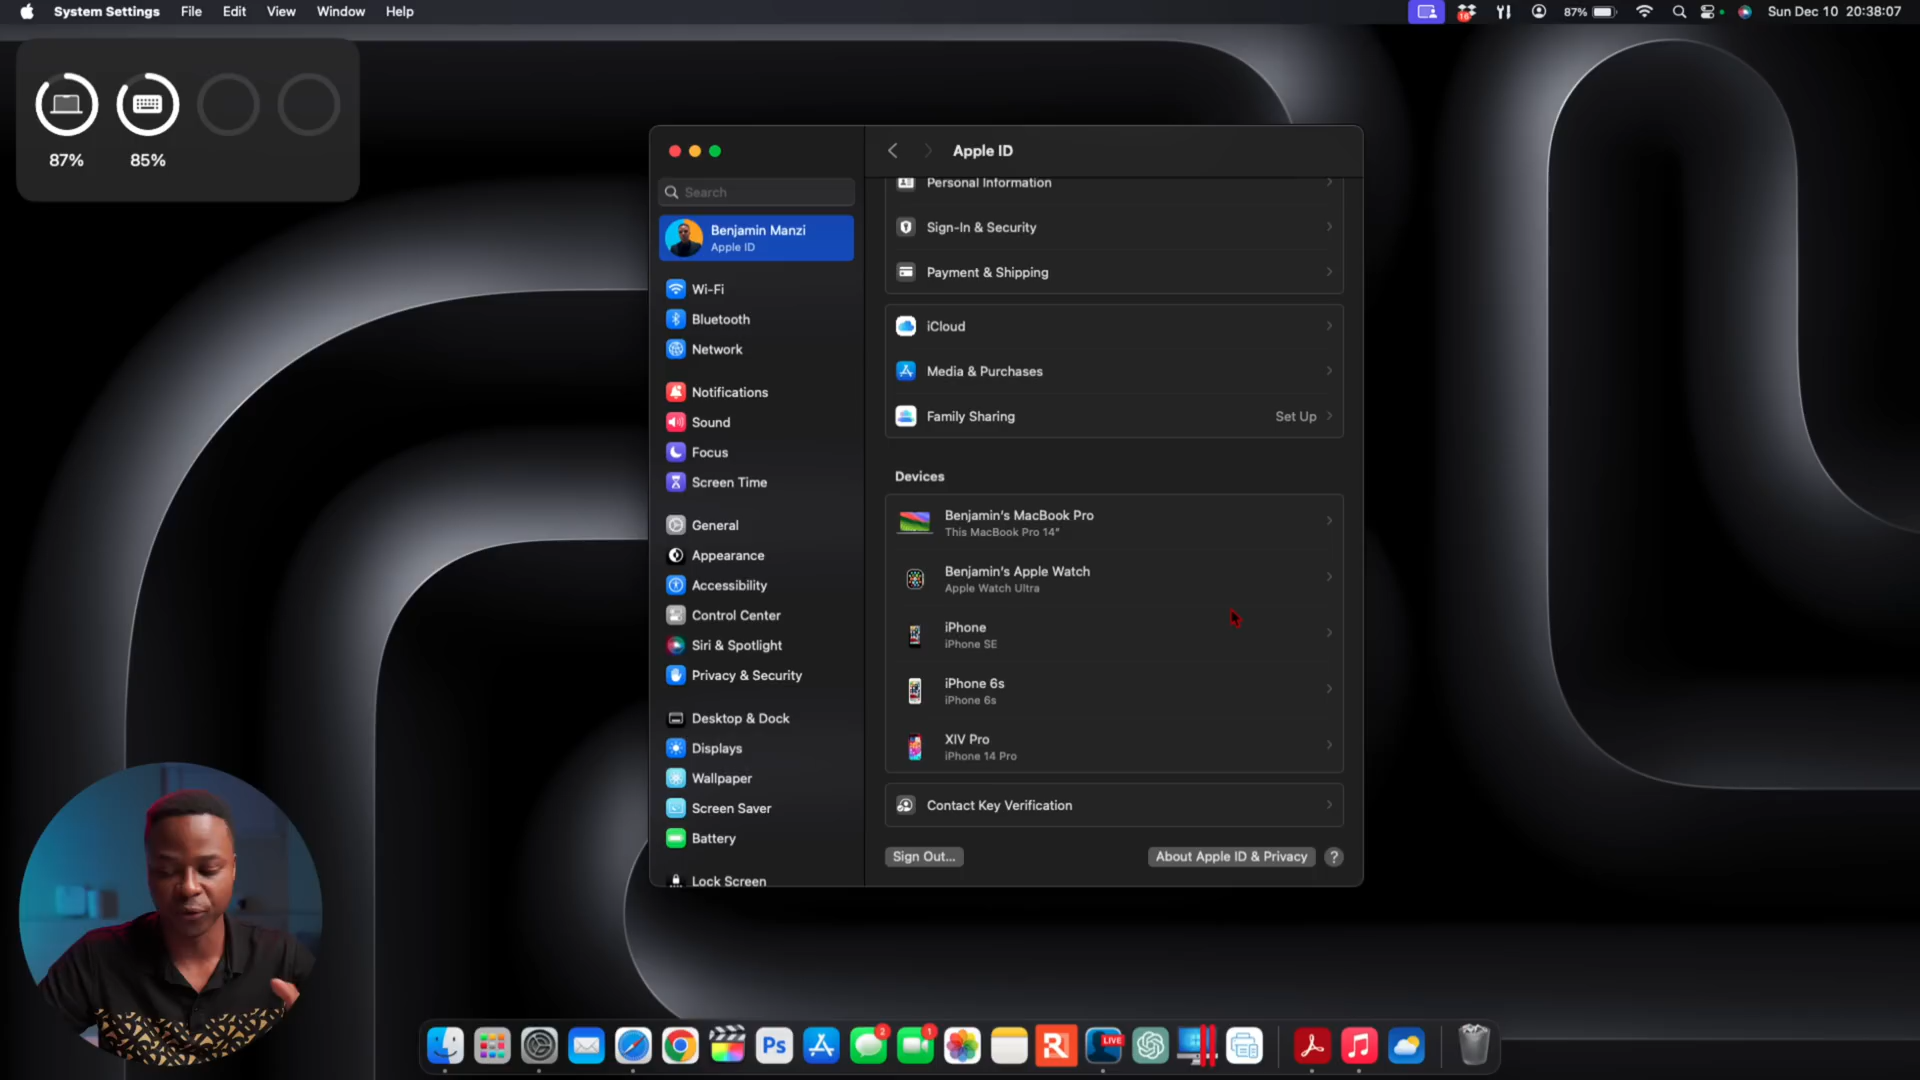 System Settings File Edit View Window Help
87% Sun Dec 10 20:38:07
87% 85%
Search
Benjamin Manzi
Apple ID
Wi-Fi
Bluetooth
Network
Notifications
Sound
Focus
Screen Time
General
Appearance
Accessibility
Control Center
Siri & Spotlight
Privacy & Security
Desktop & Dock
Displays
Wallpaper
Screen Saver
Battery
Lock Screen
Apple ID
Personal Information
Sign-In & Security
Payment & Shipping
iCloud
Media & Purchases
Family Sharing Set Up
Devices
Benjamin's MacBook Pro
This MacBook Pro 14"
Benjamin's Apple Watch
Apple Watch Ultra
iPhone
iPhone SE
iPhone 6s
iPhone 6s
XIV Pro
iPhone 14 Pro
Contact Key Verification
Sign Out... About Apple ID & Privacy ?
Ps 2 1 R LIVE